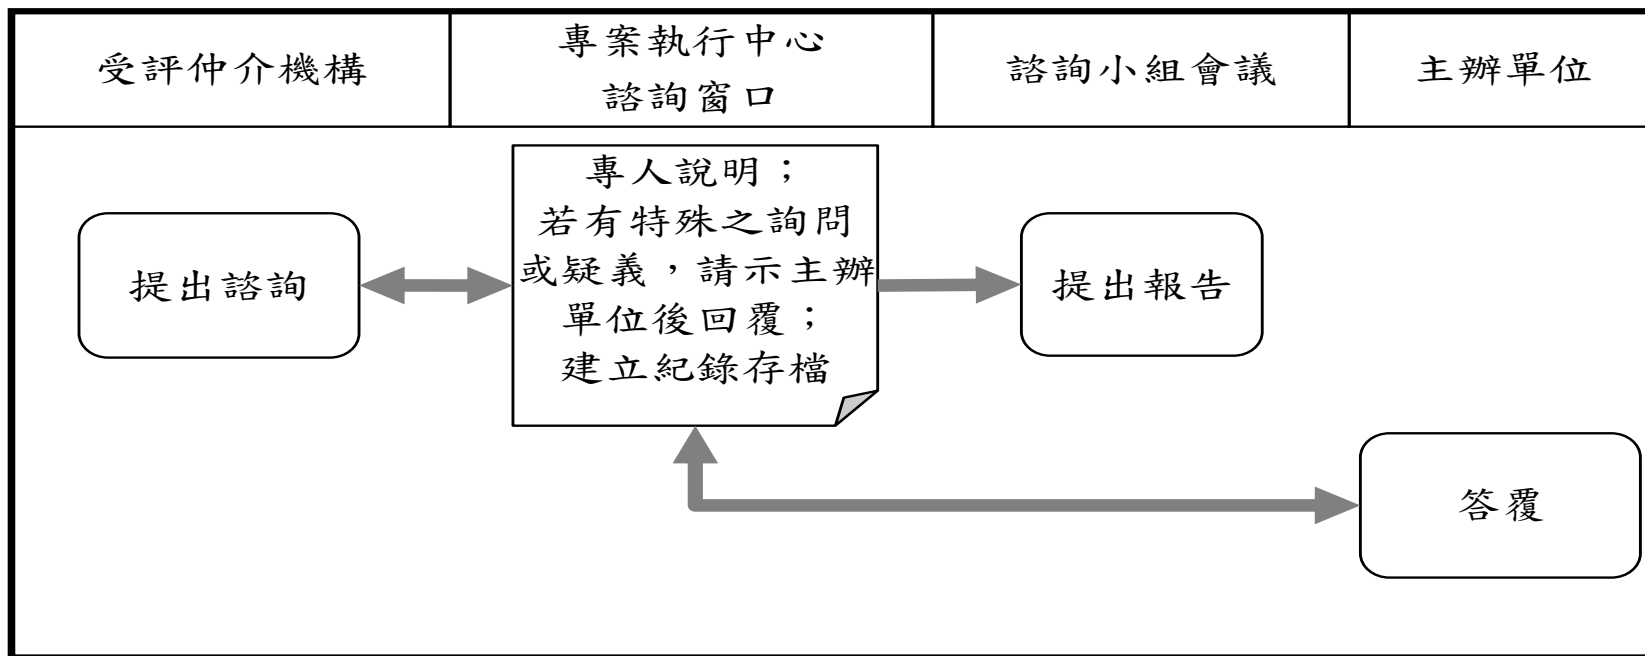 受評仲介機構
專案執行中心
諮詢窗口
諮詢小組會議
主辦單位
提出諮詢
專人說明；
若有特殊之詢問
或疑義，請示主辦
單位後回覆；
建立紀錄存檔
提出報告
答覆